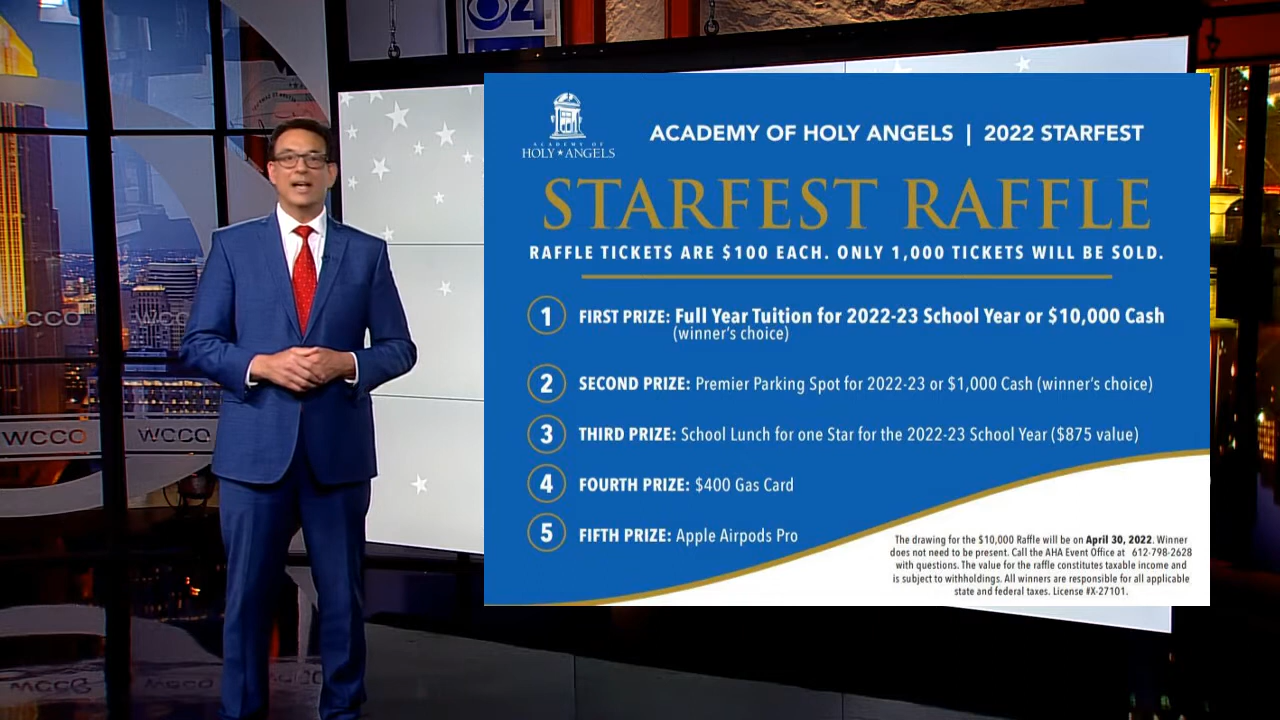 4
ACADEMY OF
HOLY★ANGELS
ACADEMY OF HOLY ANGELS | 2022 STARFEST
STARFEST RAFFLE
RAFFLE TICKETS ARE $100 EACH. ONLY 1,000 TICKETS WILL BE SOLD.
1 FIRST PRIZE: Full Year Tuition for 2022-23 School Year or $10,000 Cash
(winner's choice)
2 SECOND PRIZE: Premier Parking Spot for 2022-23 or $1,000 Cash (winner's choice)
3 THIRD PRIZE: School Lunch for one Star for the 2022-23 School Year ($875 value)
4 FOURTH PRIZE: $400 Gas Card
5 FIFTH PRIZE: Apple Airpods Pro
The drawing for the $10,000 Raffle will be on April 30, 2022. Winner
does not need to be present. Call the AHA Event Office at 612-798-2628
with questions. The value for the raffle constitutes taxable income and
is subject to withholdings. All winners are responsible for all applicable
state and federal taxes. License #X-27101.
WCCO WCCO
WCCO WCCO